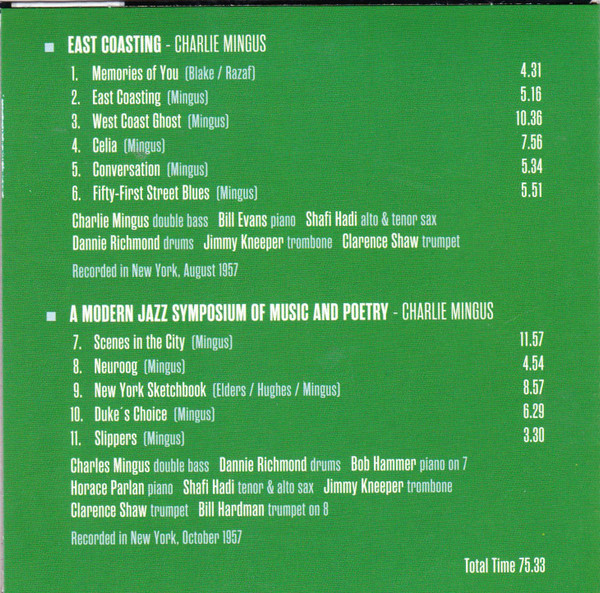 EAST COASTING - CHARLIE MINGUS
1. Memories of You (Blake / Razaf) 4.31
2. East Coasting (Mingus) 5.16
3. West Coast Ghost (Mingus) 10.36
4. Celia (Mingus) 7.56
5. Conversation (Mingus) 5.34
6. Fifty-First Street Blues (Mingus) 5.51
Charlie Mingus double bass Bill Evans piano Shafi Hadi alto & tenor sax
Dannie Richmond drums Jimmy Kneeper trombone Clarence Shaw trumpet
Recorded in New York, August 1957
A MODERN JAZZ SYMPOSIUM OF MUSIC AND POETRY - CHARLIE MINGUS
7. Scenes in the City (Mingus) 11.57
8. Neuroog (Mingus) 4.54
9. New York Sketchbook (Elders / Hughes / Mingus) 8.57
10. Duke´s Choice (Mingus) 6.29
11. Slippers (Mingus) 3.30
Charles Mingus double bass Dannie Richmond drums Bob Hammer piano on 7
Horace Parlan piano Shafi Hadi tenor & alto sax Jimmy Kneeper trombone
Clarence Shaw trumpet Bill Hardman trumpet on 8
Recorded in New York, October 1957
Total Time 75.33